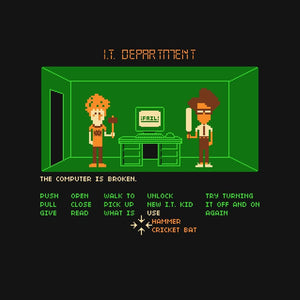 I.T. DEPARTMENT
FAIL!
THE COMPUTER IS BROKEN.
PUSH OPEN WALK TO UNLOCK TRY TURNING
PULL CLOSE PICK UP NEW I.T. KID IT OFF AND ON
GIVE READ WHAT IS USE AGAIN
HAMMER
CRICKET BAT